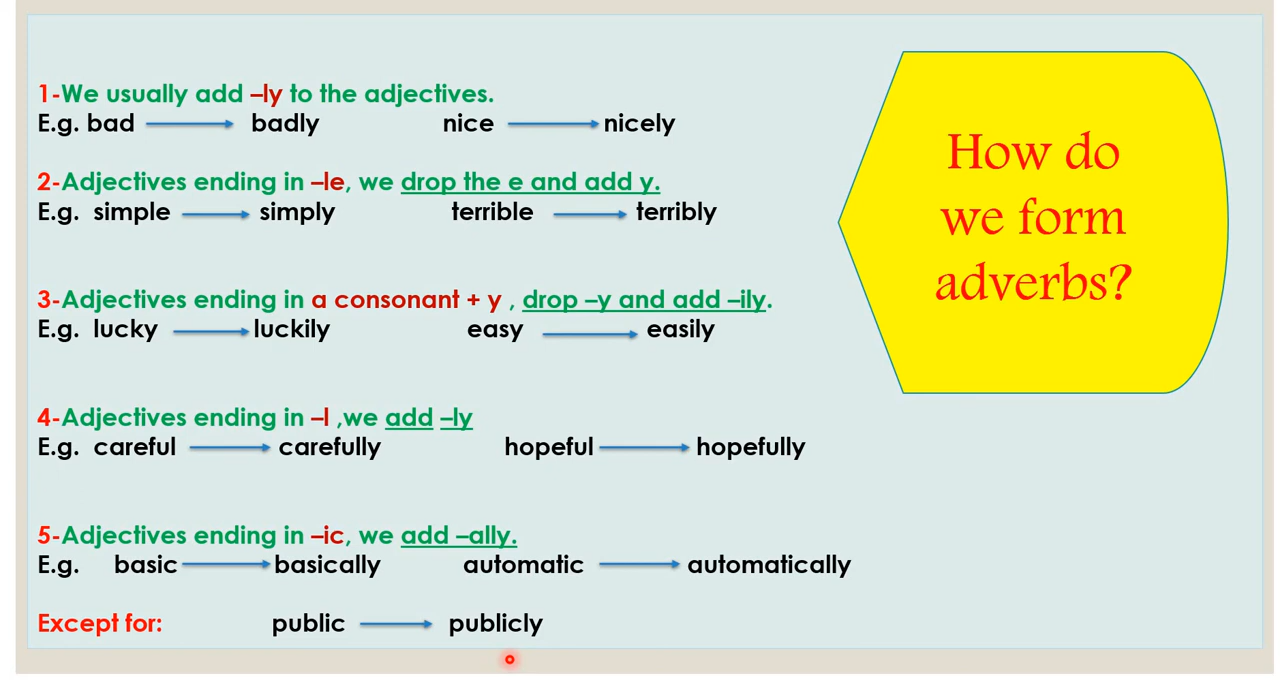 1-We usually add –ly to the adjectives.
E.g. bad badly nice nicely
2-Adjectives ending in –le, we drop the e and add y.
E.g. simple simply terrible terribly
3-Adjectives ending in a consonant + y , drop –y and add –ily.
E.g. lucky luckily easy easily
4-Adjectives ending in –l ,we add –ly
E.g. careful carefully hopeful hopefully
5-Adjectives ending in –ic, we add –ally.
E.g. basic basically automatic automatically
Except for: public publicly
How do
we form
adverbs?